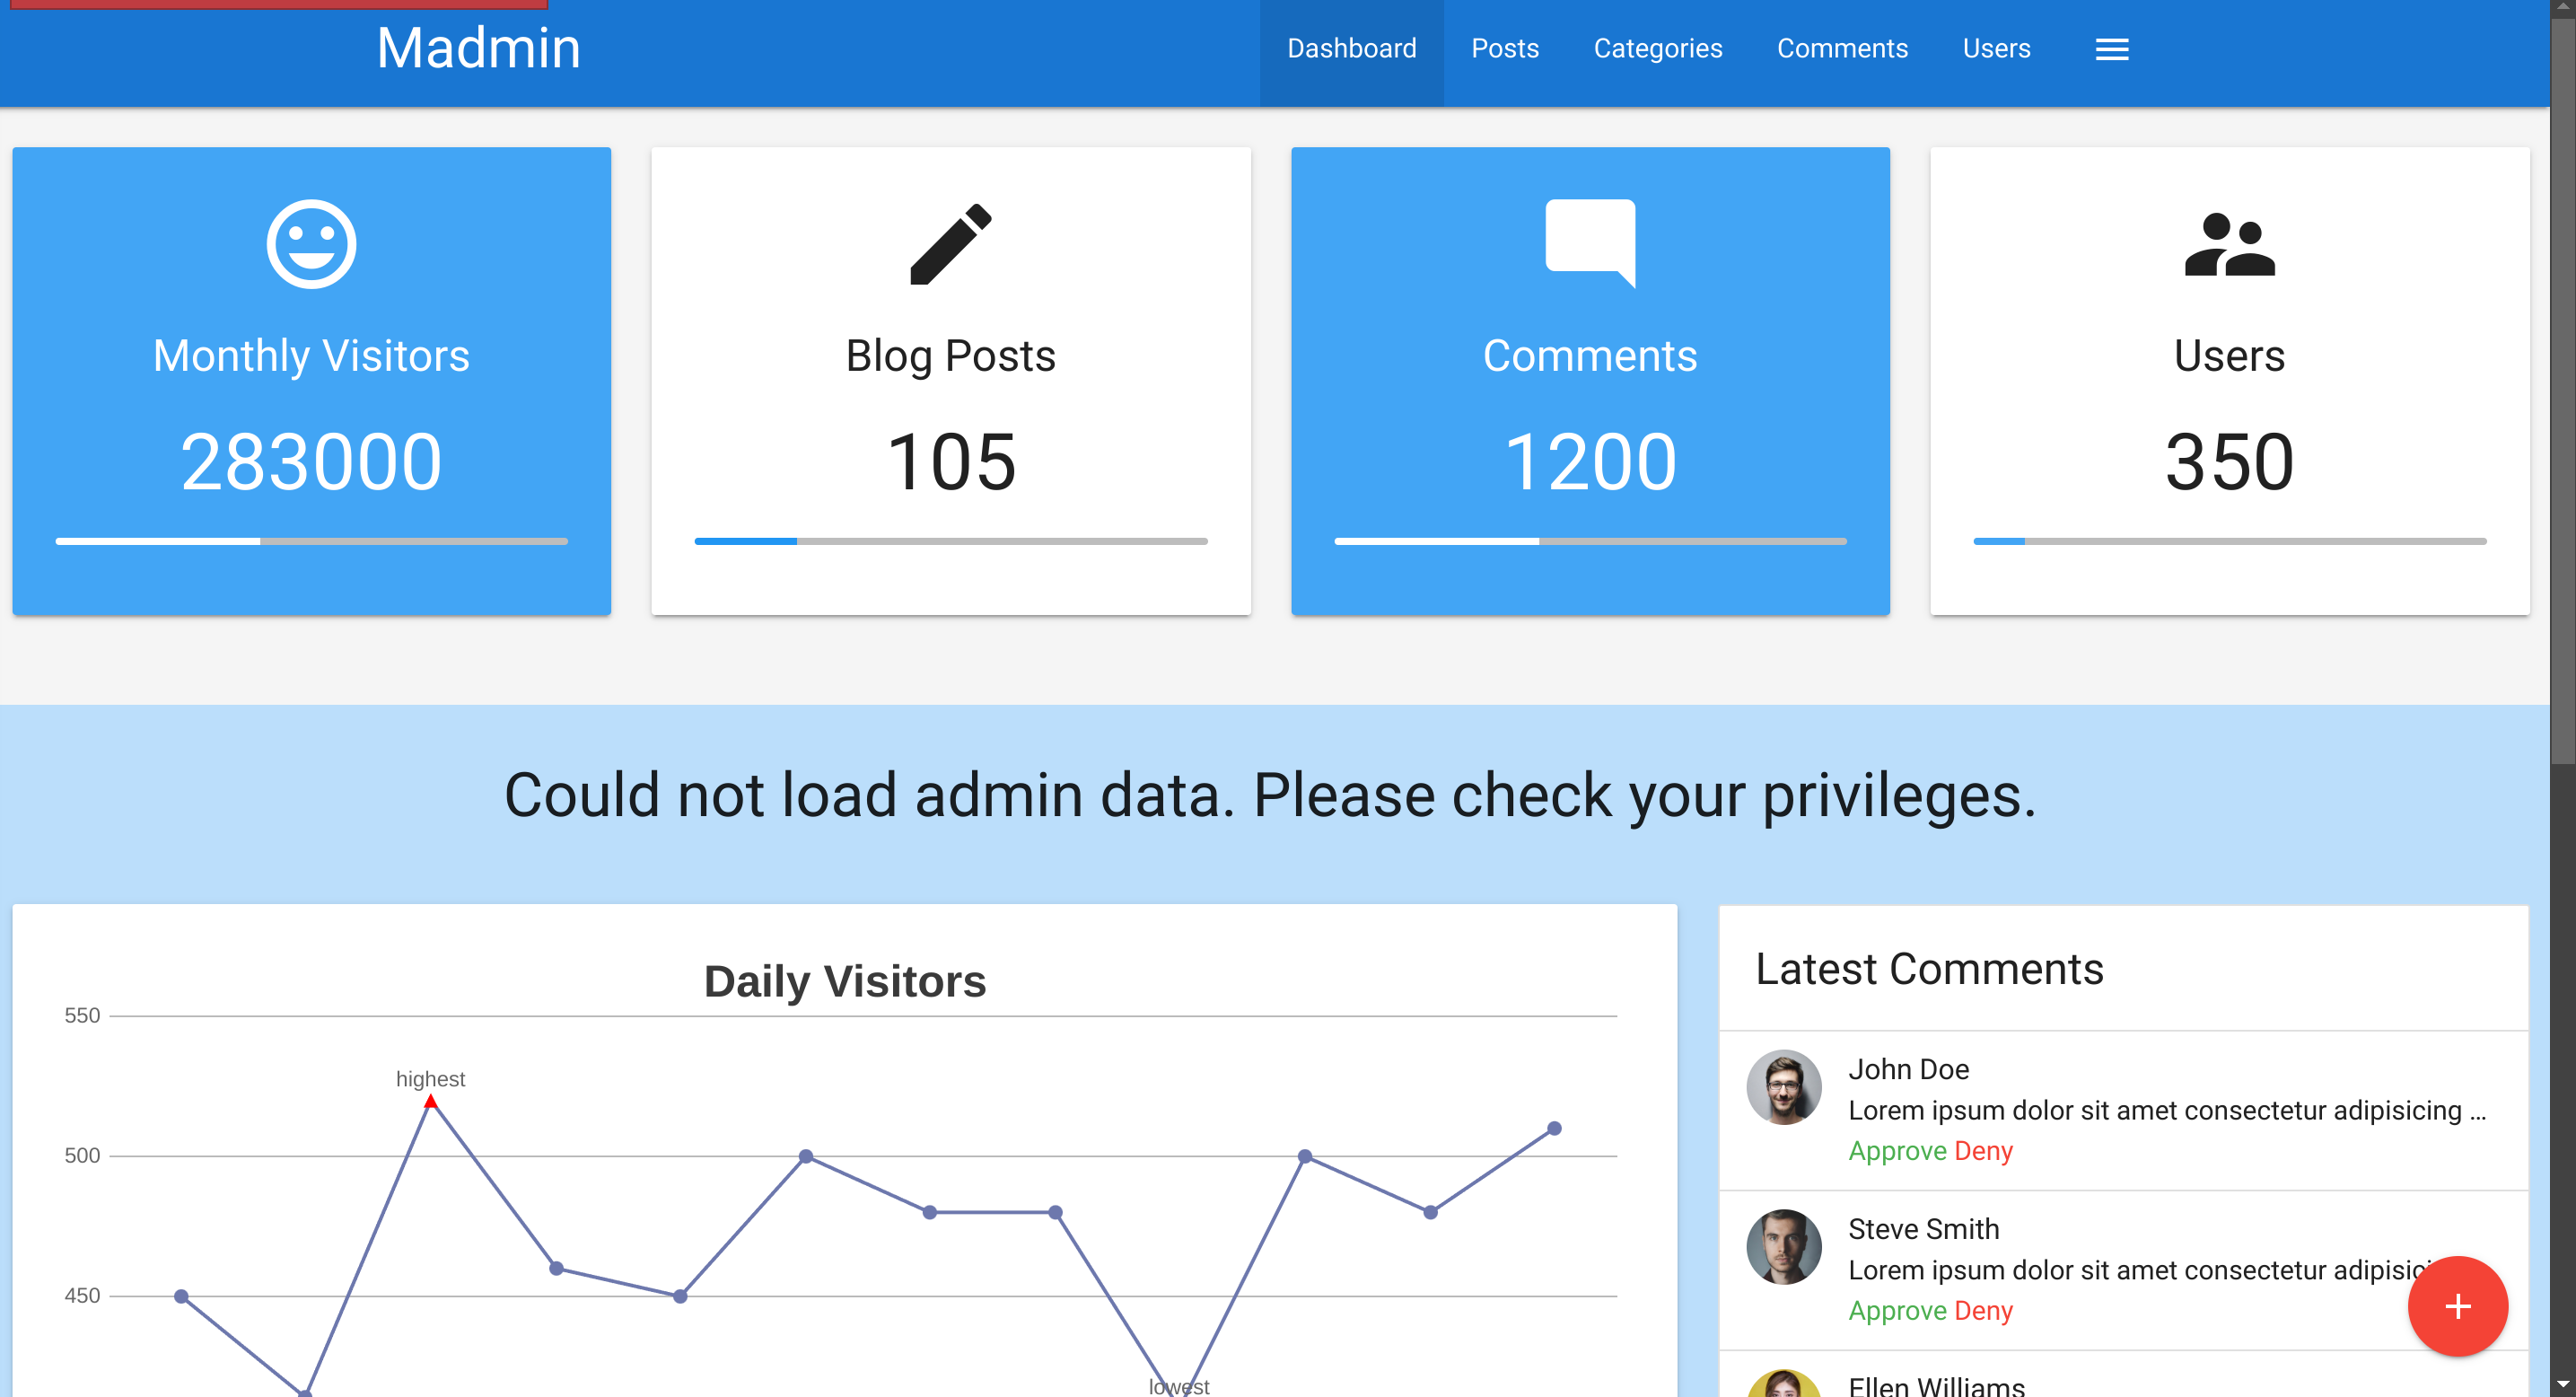 Madmin
Dashboard Posts Categories Comments Users
Monthly Visitors
283000
Blog Posts
105
Comments
1200
Users
350
Could not load admin data. Please check your privileges.
Daily Visitors
550
highest
500
450
lowest
Latest Comments
John Doe
Lorem ipsum dolor sit amet consectetur adipisicing ...
Approve Deny
Steve Smith
Lorem ipsum dolor sit amet consectetur adipisic
Approve Deny
Ellen Williams